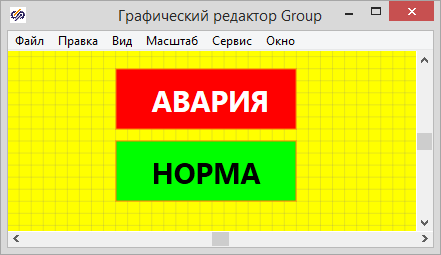 Графический редактор Group
Файл Правка Вид Масштаб Сервис Окно
АВАРИЯ
НОРМА